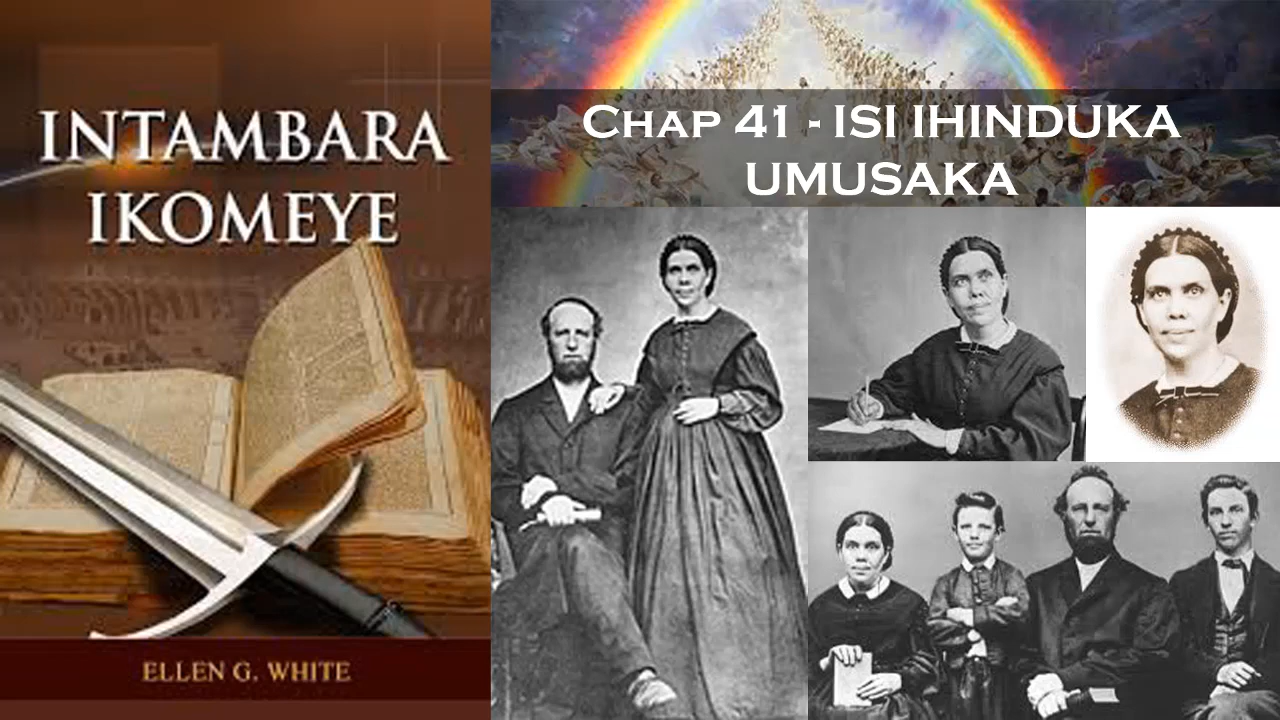 INTAMBARA
IKOMEYE
ELLEN G. WHITE
Chap 41 - ISI IHINDUKA
UMUSAKA